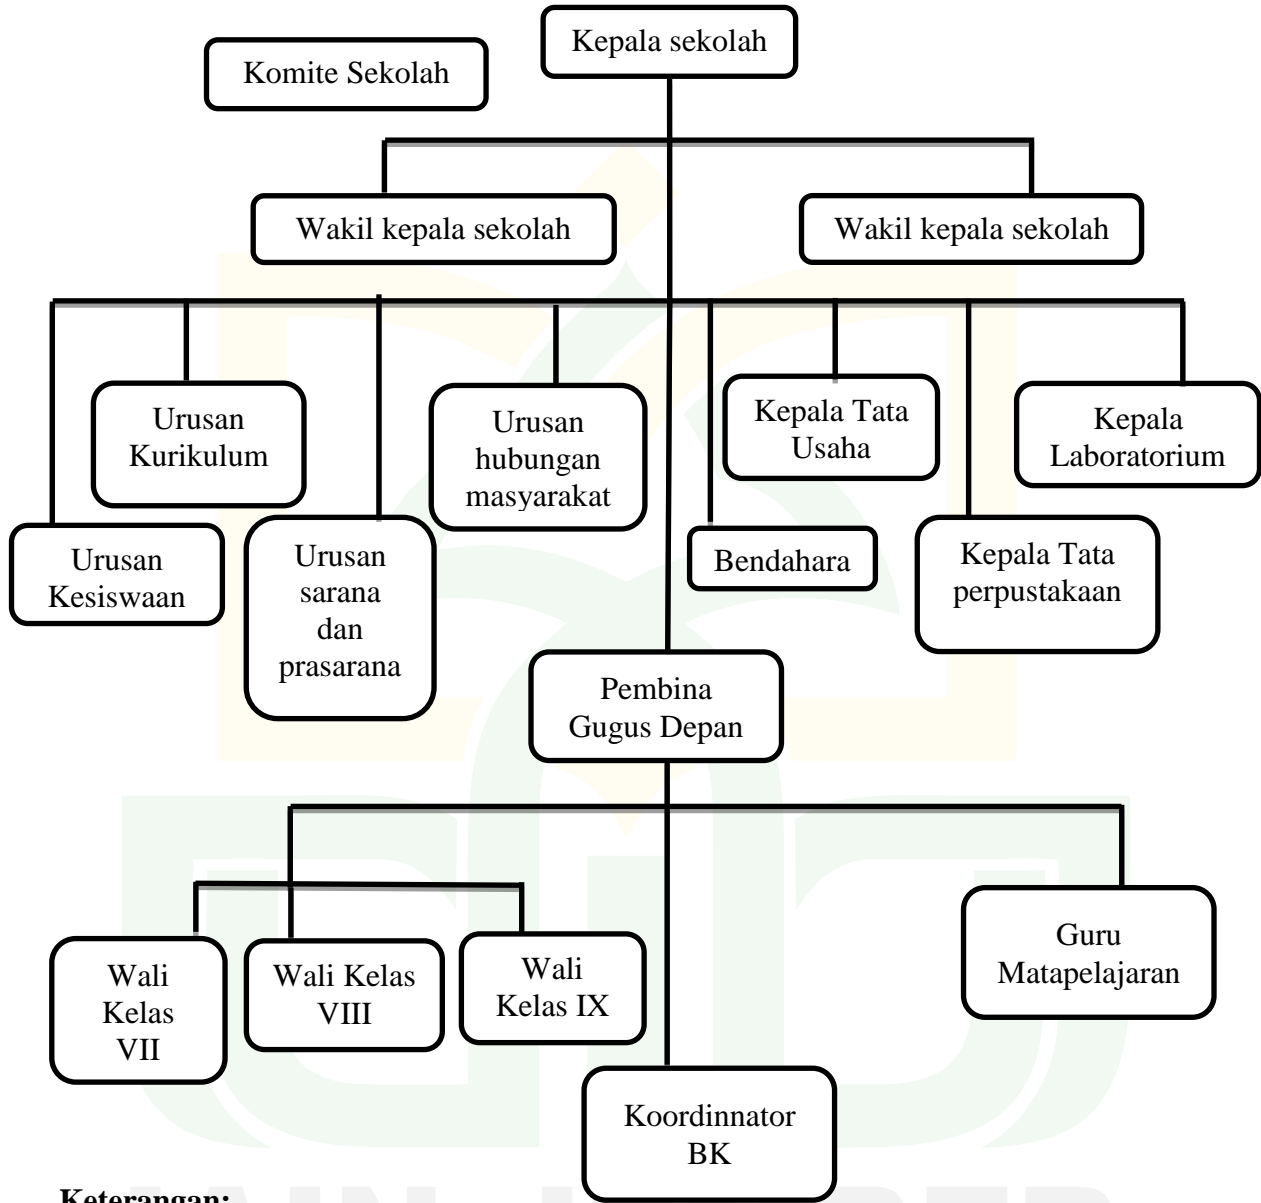 Kepala sekolah
Komite Sekolah
Wakil kepala sekolah
Wakil kepala sekolah
Urusan
Kurikulum
Urusan
hubungan
masyarakat
Kepala Tata
Usaha
Kepala
Laboratorium
Urusan
Kesiswaan
Urusan
sarana
dan
prasarana
Bendahara
Kepala Tata
perpustakaan
Pembina
Gugus Depan
Wali
Kelas
VII
Wali Kelas
VIII
Wali
Kelas IX
Guru
Matapelajaran
Koordinnator
BK
Keterangan: